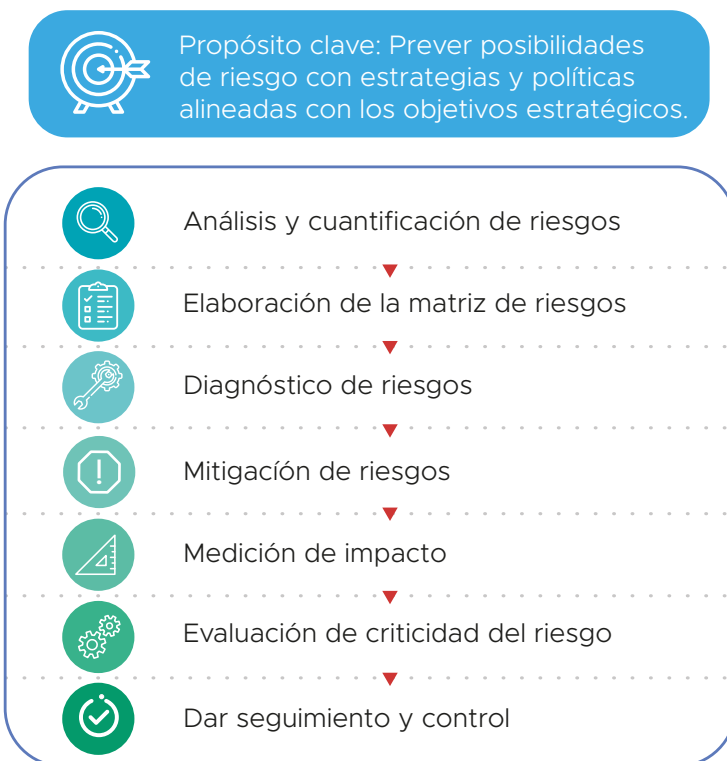 Propósito clave: Prever posibilidades
de riesgo con estrategias y políticas
alineadas con los objetivos estratégicos.
Análisis y cuantificación de riesgos
Elaboración de la matriz de riesgos
Diagnóstico de riesgos
Mitigacíón de riesgos
Medición de impacto
Evaluación de criticidad del riesgo
Dar seguimiento y control